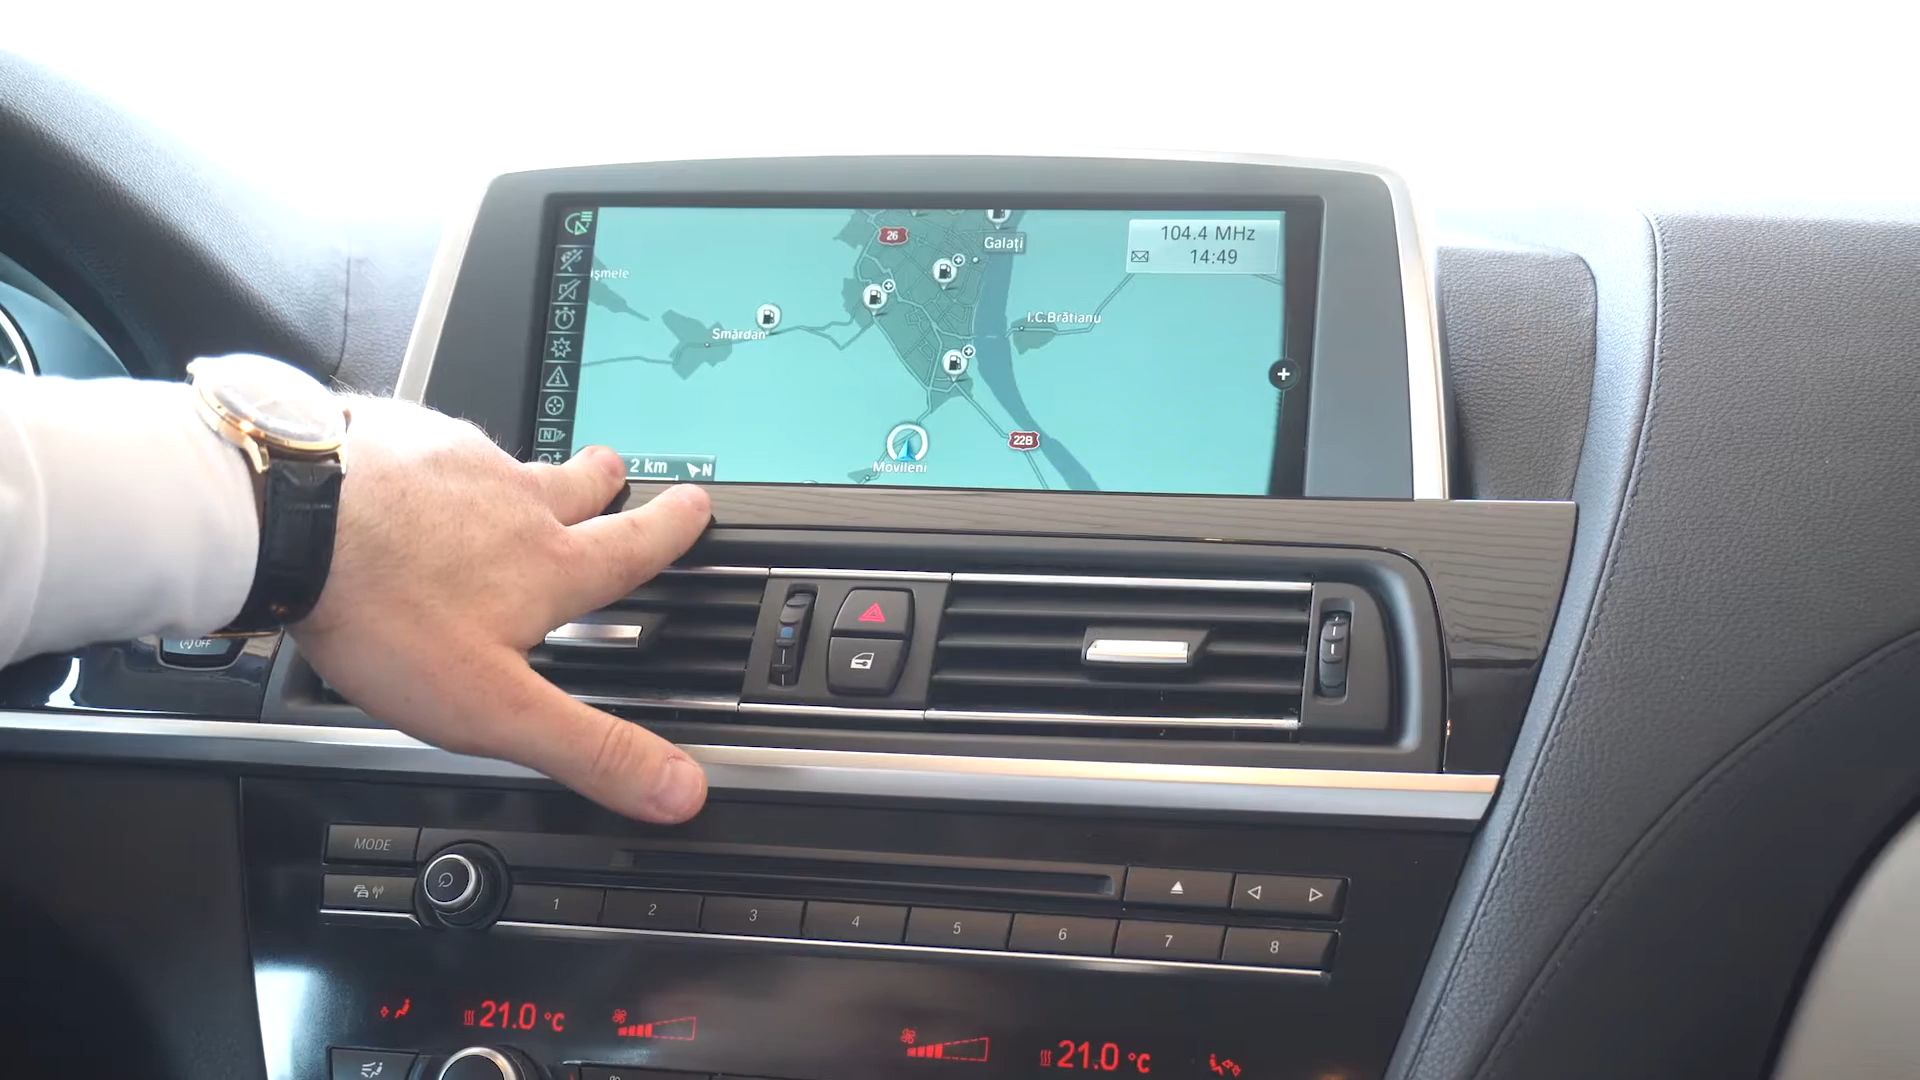 26
Galați
104.4 MHz
14:49
Smârdan
I.C.Brătianu
22B
Movileni
2 km
N
N
OFF
MODE
1 2 3 4 5 6 7 8
21.0 °C
21.0 °C